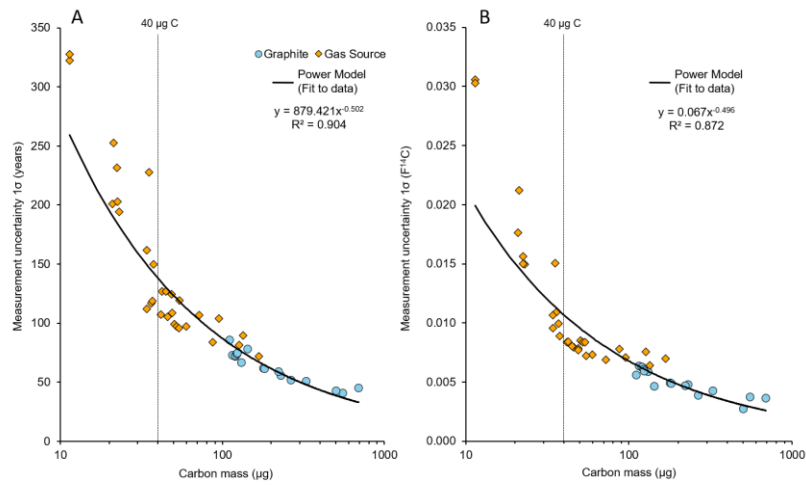 A
40 µg C
350
300
250
200
150
100
50
0
Measurement uncertainty 1σ (years)
Graphite Gas Source
Power Model
(Fit to data)
y = 879.421x^-0.502
R² = 0.904
10 100 1000
Carbon mass (µg)
B
40 µg C
0.035
0.030
0.025
0.020
0.015
0.010
0.005
0.000
Measurement uncertainty 1σ (F¹⁴C)
Power Model
(Fit to data)
y = 0.067x^-0.496
R² = 0.872
10 100 1000
Carbon mass (µg)